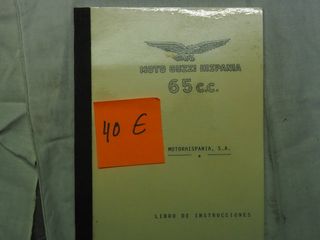 MOTO GUZZI HISPANIA
65 c.c.
40 €
MOTORHISPANIA, S.A.
LIBRO DE INSTRUCCIONES